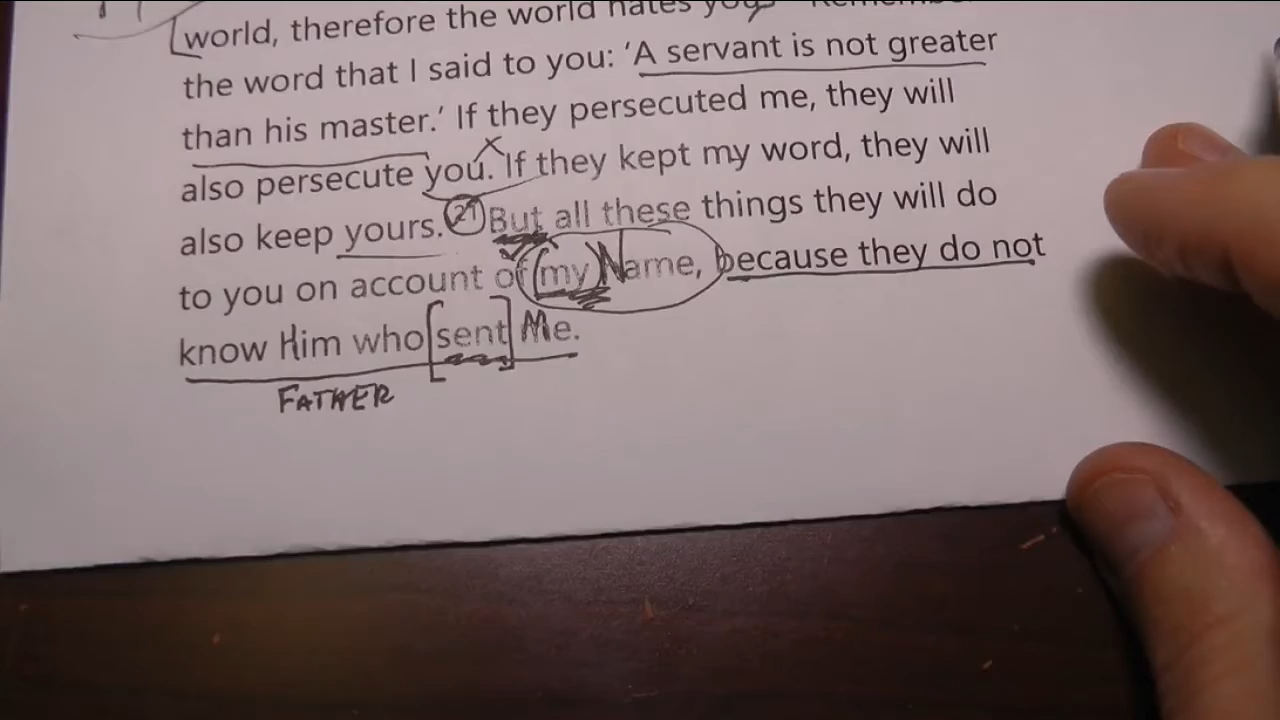 world, therefore the world hates you. Remember
the word that I said to you: ‘A servant is not greater
than his master.’ If they persecuted me, they will
also persecute you. If they kept my word, they will
also keep yours. 21 But all these things they will do
to you on account of (my) Name, because they do not
know Him who [sent] Me.
FATHER